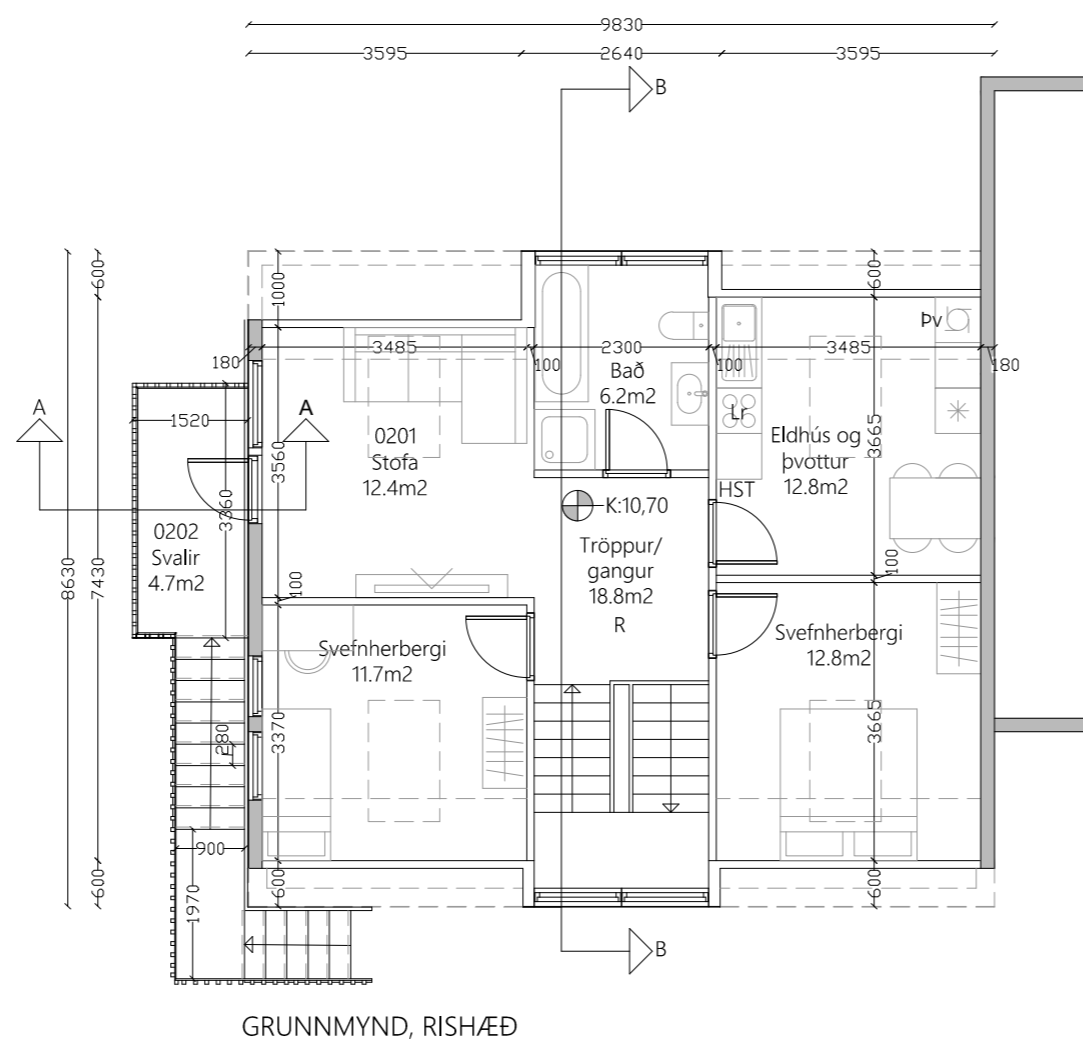 9830
3595
2640
3595
B
600
1000
600
180
3485
100
2300
100
3485
180
Þv
Bað
6.2m2
Lr
A
1520
A
0201
Stofa
12.4m2
3560
3360
Eldhús og
þvottur
12.8m2
3665
HST
K:10,70
0202
Svalir
4.7m2
Tröppur/
gangur
18.8m2
R
8630
7430
100
100
Svefnherbergi
11.7m2
Svefnherbergi
12.8m2
280
3370
3665
900
600
1970
600
600
B
GRUNNMYND, RISHÆÐ